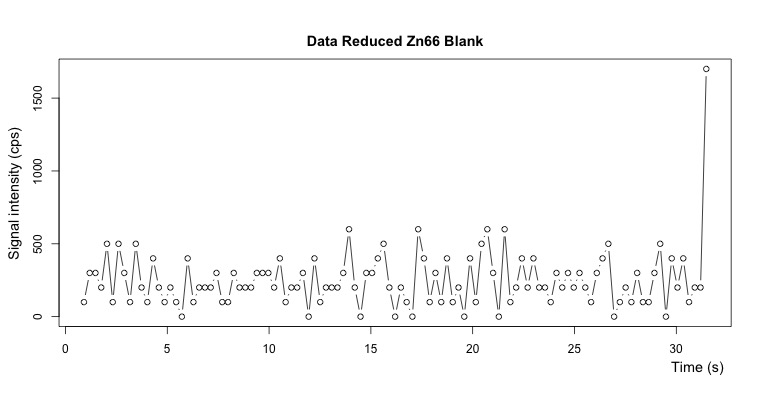 Data Reduced Zn66 Blank
Signal intensity (cps)
1500
1000
500
0
0 5 10 15 20 25 30
Time (s)